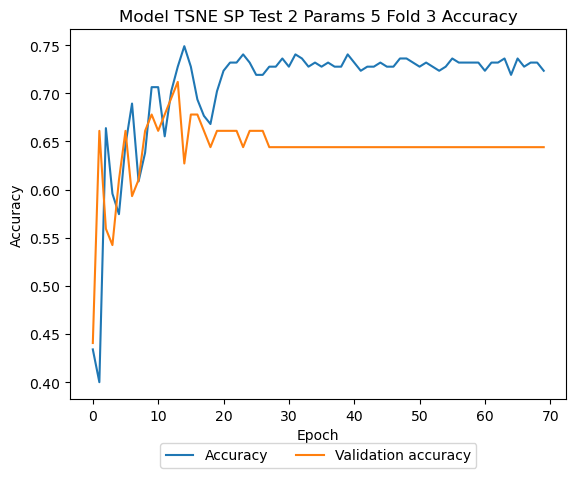 Model TSNE SP Test 2 Params 5 Fold 3 Accuracy
0.75
0.70
0.65
0.60
0.55
0.50
0.45
0.40
Accuracy
0 10 20 30 40 50 60 70
Epoch
Accuracy Validation accuracy